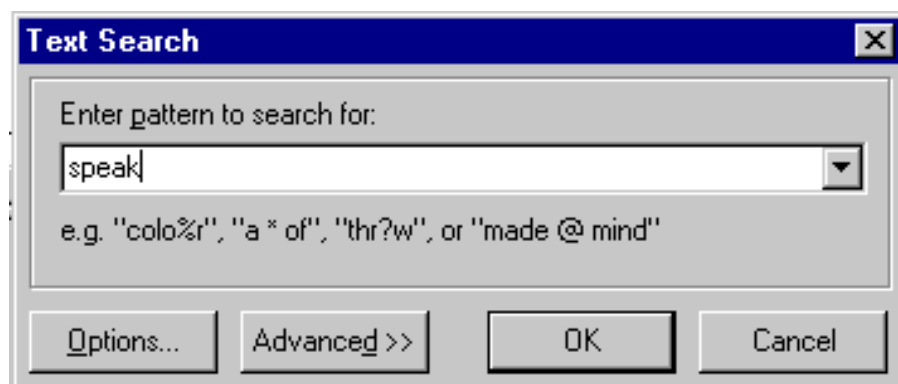 Text Search
Enter pattern to search for:
speak
e.g. "colo%r", "a * of", "thr?w", or "made @ mind"
Options... Advanced >> OK Cancel